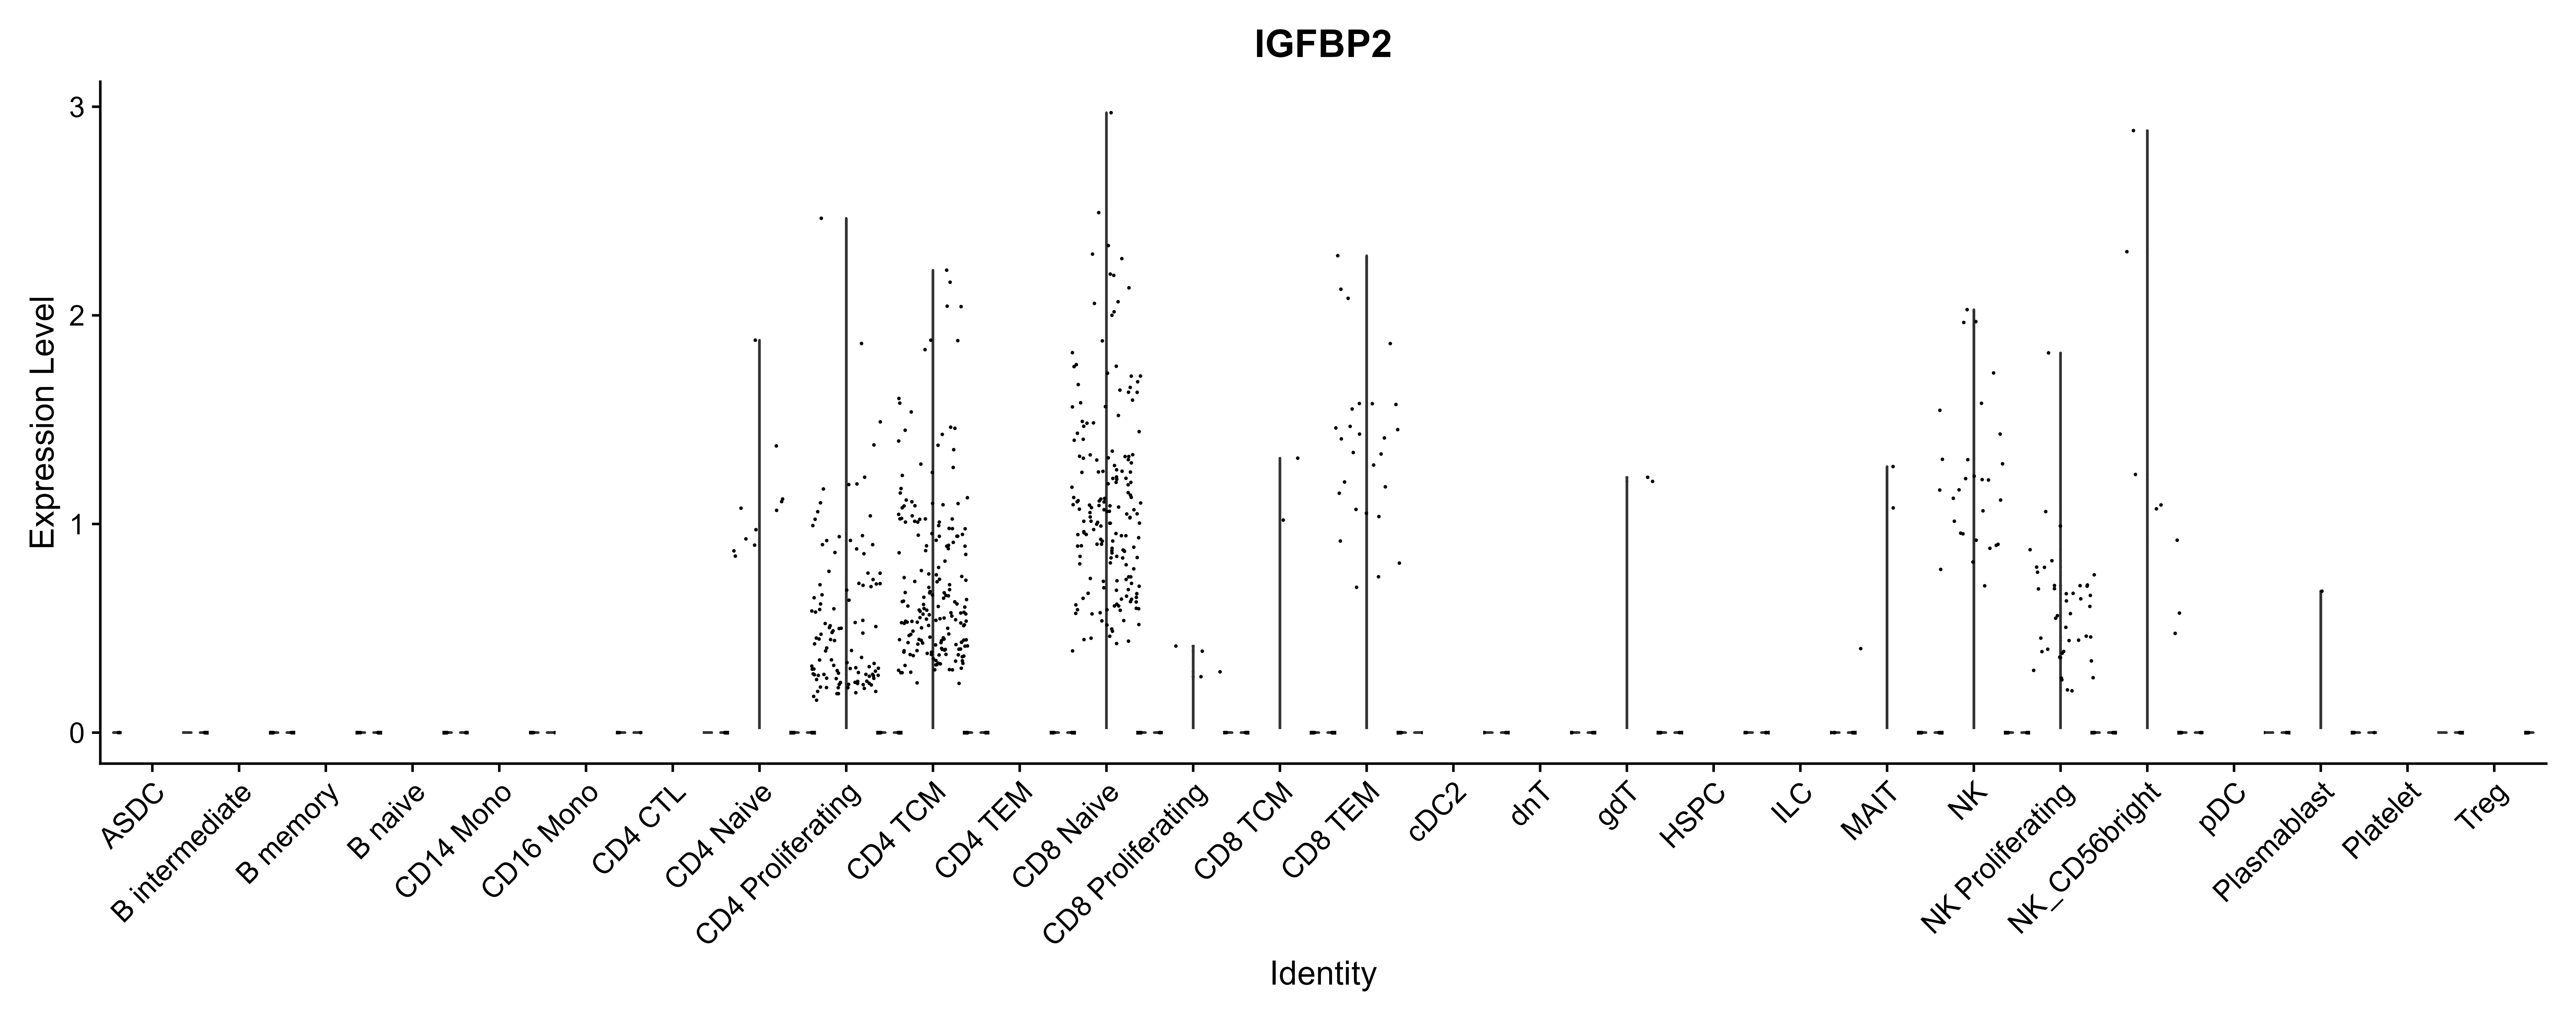 IGFBP2
Expression Level
3
2
1
0
ASDC
B intermediate
B memory
B naive
CD14 Mono
CD16 Mono
CD4 CTL
CD4 Naive
CD4 Proliferating
CD4 TCM
CD4 TEM
CD8 Naive
CD8 Proliferating
CD8 TCM
CD8 TEM
cDC2
dnT
gdT
HSPC
ILC
MAIT
NK
NK Proliferating
NK_CD56bright
pDC
Plasmablast
Platelet
Treg
Identity